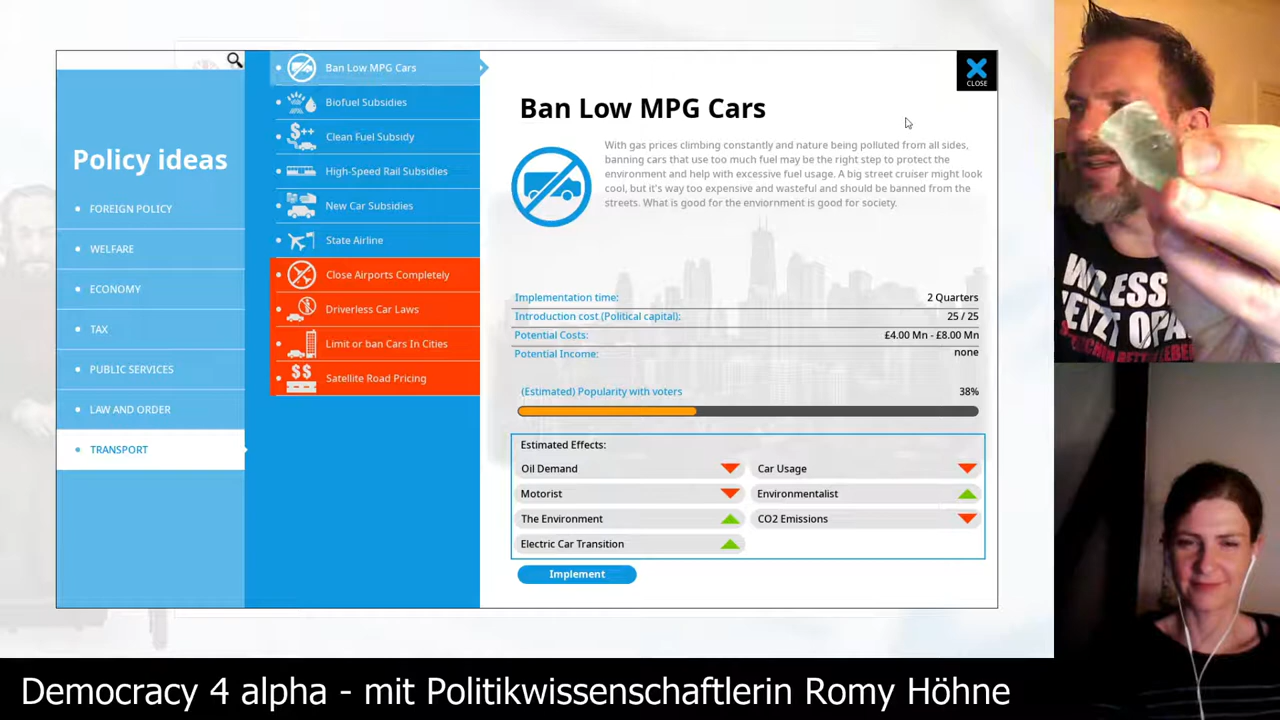 Policy ideas
FOREIGN POLICY
WELFARE
ECONOMY
TAX
PUBLIC SERVICES
LAW AND ORDER
TRANSPORT
Ban Low MPG Cars
Biofuel Subsidies
Clean Fuel Subsidy
High-Speed Rail Subsidies
New Car Subsidies
State Airline
Close Airports Completely
Driverless Car Laws
Limit or ban Cars In Cities
Satellite Road Pricing
CLOSE
Ban Low MPG Cars
With gas prices climbing constantly and nature being polluted from all sides,
banning cars that use too much fuel may be the right step to protect the
environment and help with excessive fuel usage. A big street cruiser might look
cool, but it's way too expensive and wasteful and should be banned from the
streets. What is good for the enviornment is good for society.
Implementation time: 2 Quarters
Introduction cost (Political capital): 25 / 25
Potential Costs: £4.00 Mn - £8.00 Mn
Potential Income: none
(Estimated) Popularity with voters 38%
Estimated Effects:
Oil Demand Car Usage
Motorist Environmentalist
The Environment CO2 Emissions
Electric Car Transition
Implement
JETZT OPA
Democracy 4 alpha - mit Politikwissenschaftlerin Romy Höhne